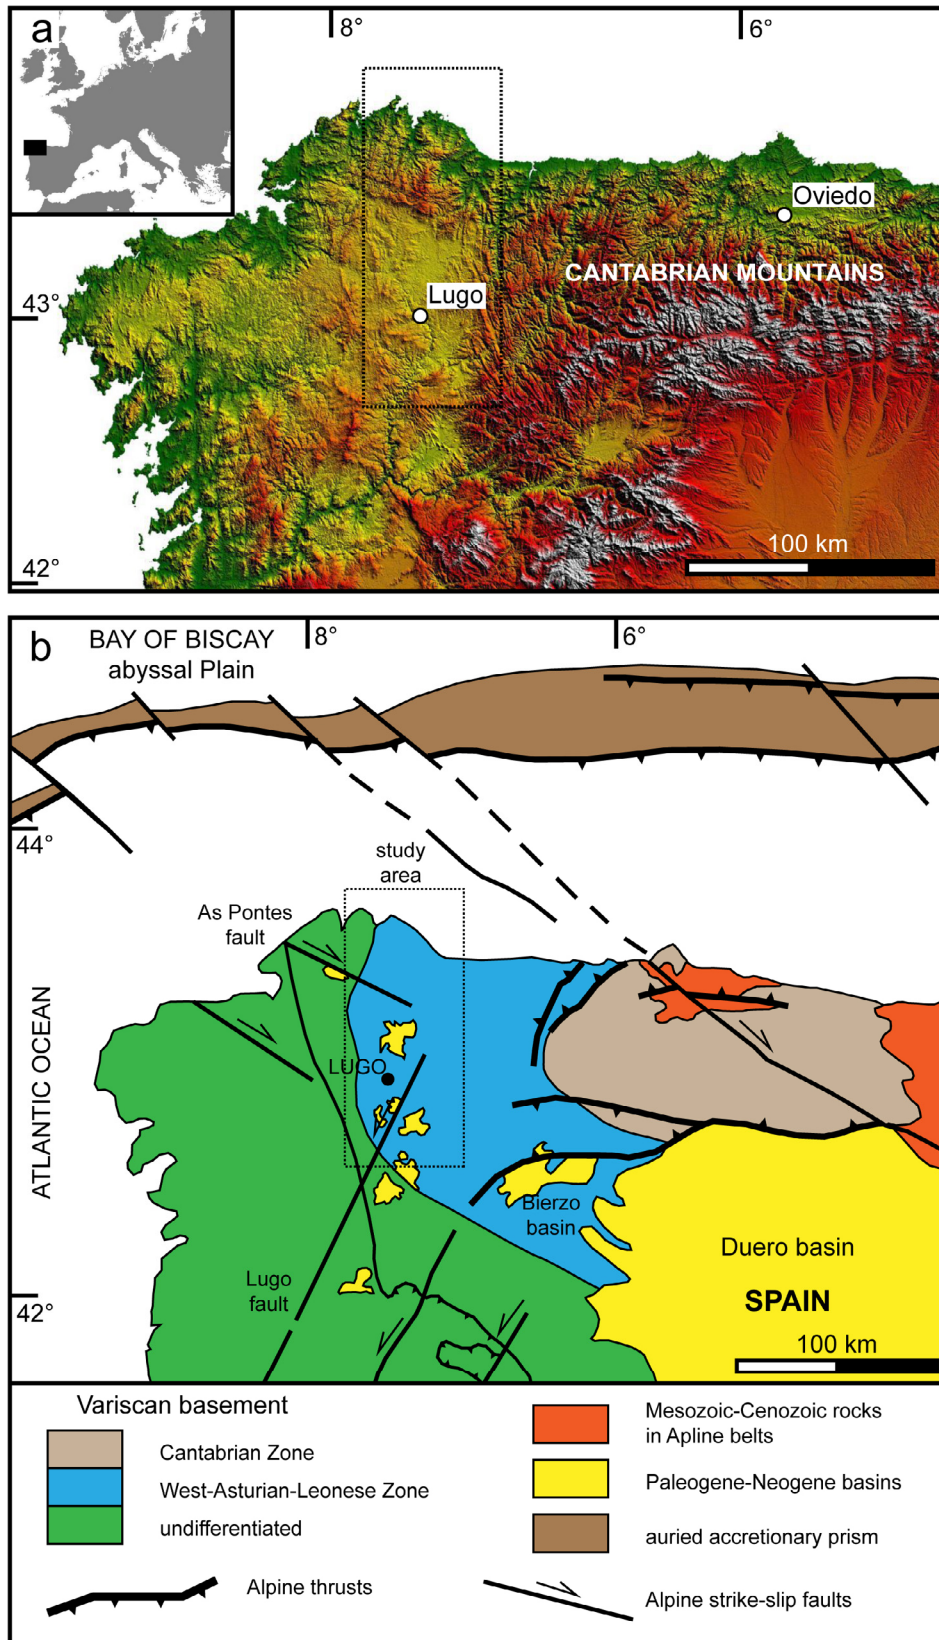 a
8°
6°
Oviedo
CANTABRIAN MOUNTAINS
43°
Lugo
42°
100 km
b
BAY OF BISCAY
abyssal Plain
8°
6°
44°
study
area
As Pontes
fault
ATLANTIC OCEAN
LUGO
Bierzo
basin
Duero basin
Lugo
fault
42°
SPAIN
100 km
Variscan basement
Cantabrian Zone
West-Asturian-Leonese Zone
undifferentiated
Mesozoic-Cenozoic rocks
in Apline belts
Paleogene-Neogene basins
auried accretionary prism
Alpine thrusts
Alpine strike-slip faults